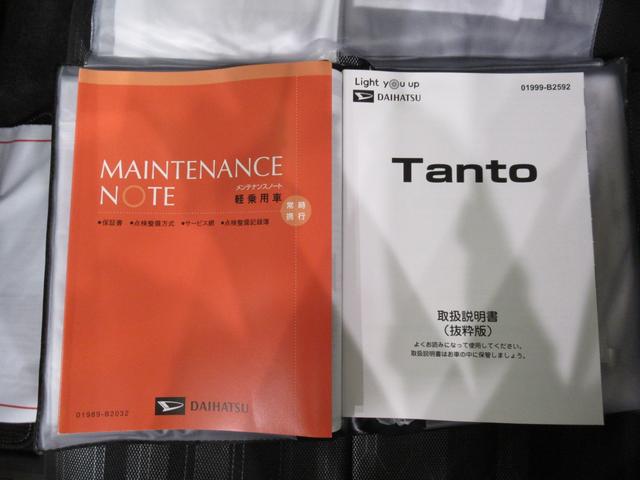 MAINTENANCE
NOTE
メンテナンスノート
軽乗用車
常時
携行
●保証書 ●点検整備方式 ●サービス網 ●点検整備記録簿
01989-B2032
DAIHATSU
Light you up
DAIHATSU
01999-B2592
Tanto
取扱説明書
(抜粋版)
よくお読みになって使用してください。
取扱説明書はお車の中に保管しましょう。